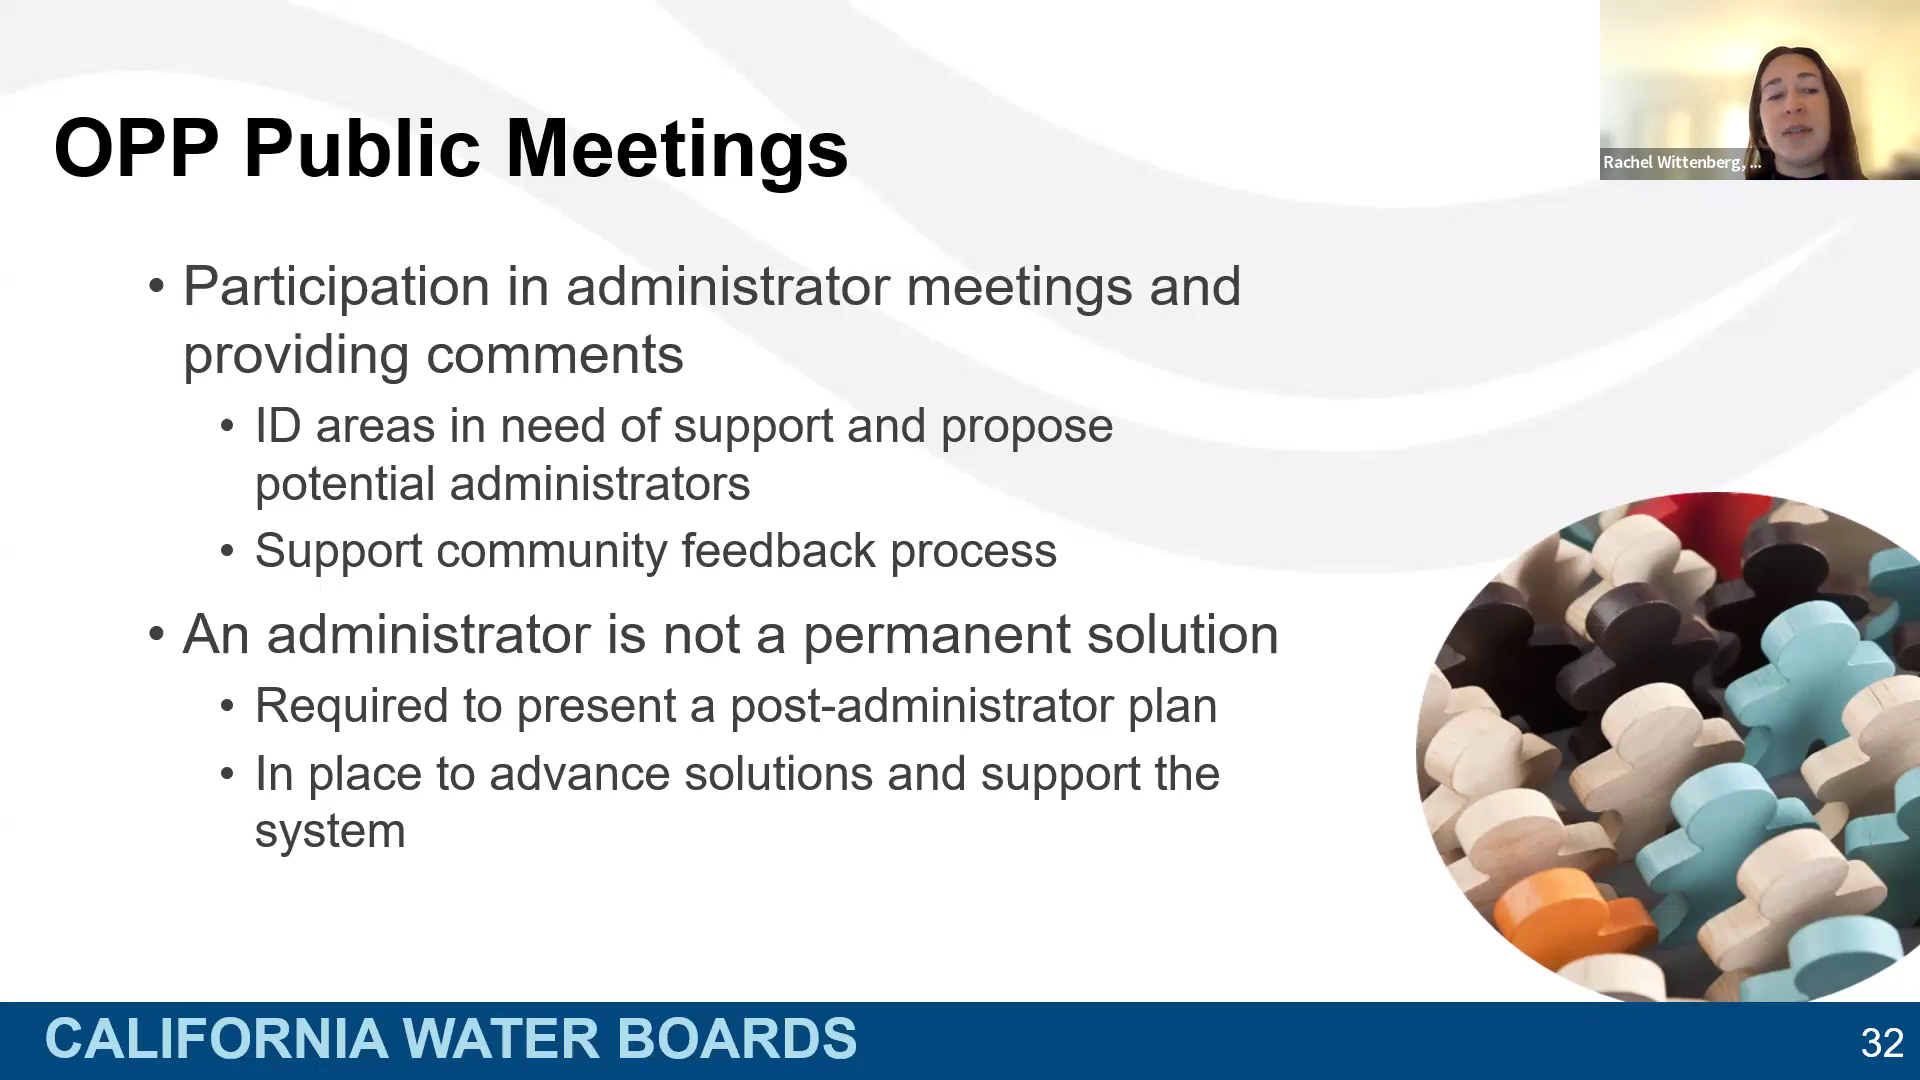 OPP Public Meetings
Rachel Wittenberg, ...
• Participation in administrator meetings and
providing comments
• ID areas in need of support and propose
potential administrators
• Support community feedback process
• An administrator is not a permanent solution
• Required to present a post-administrator plan
• In place to advance solutions and support the
system
CALIFORNIA WATER BOARDS
32